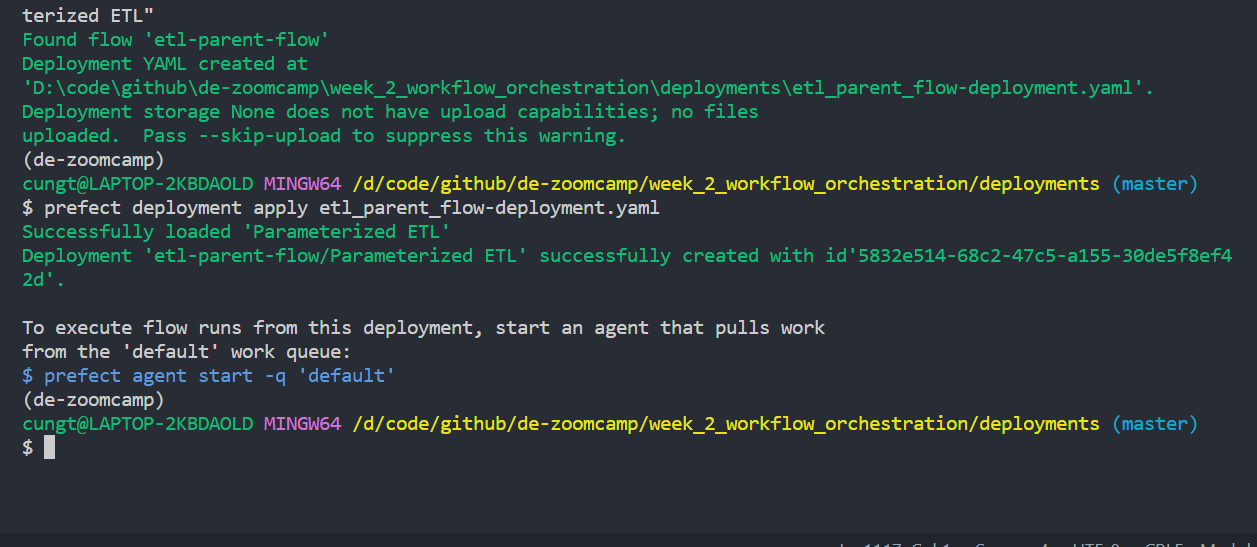 terized ETL"
Found flow 'etl-parent-flow'
Deployment YAML created at
'D:\code\github\de-zoomcamp\week_2_workflow_orchestration\deployments\etl_parent_flow-deployment.yaml'.
Deployment storage None does not have upload capabilities; no files
uploaded.  Pass --skip-upload to suppress this warning.
(de-zoomcamp)
cungt@LAPTOP-2KBDAOLD MINGW64 /d/code/github/de-zoomcamp/week_2_workflow_orchestration/deployments (master)
$ prefect deployment apply etl_parent_flow-deployment.yaml
Successfully loaded 'Parameterized ETL'
Deployment 'etl-parent-flow/Parameterized ETL' successfully created with id'5832e514-68c2-47c5-a155-30de5f8ef4
2d'.
To execute flow runs from this deployment, start an agent that pulls work
from the 'default' work queue:
$ prefect agent start -q 'default'
(de-zoomcamp)
cungt@LAPTOP-2KBDAOLD MINGW64 /d/code/github/de-zoomcamp/week_2_workflow_orchestration/deployments (master)
$